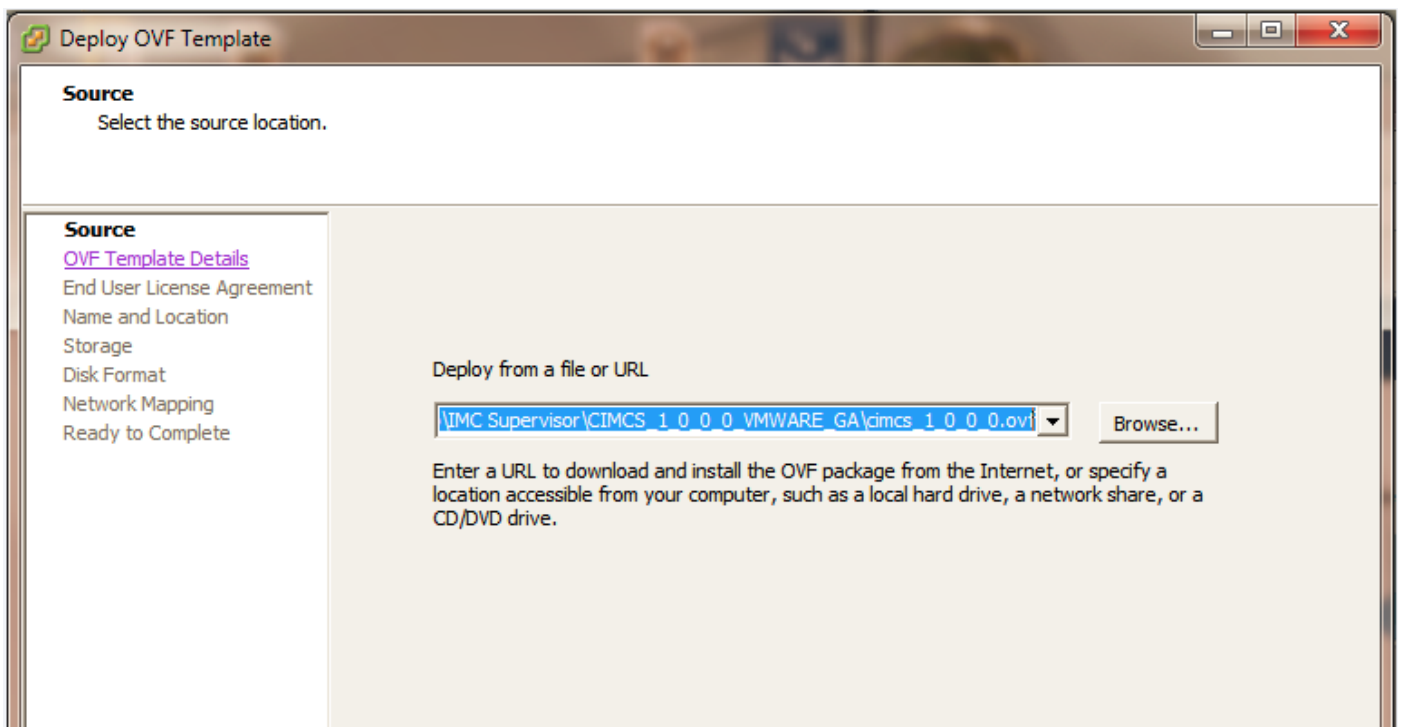 Deploy OVF Template
Source
Select the source location.
Source
OVF Template Details
End User License Agreement
Name and Location
Storage
Disk Format
Network Mapping
Ready to Complete
Deploy from a file or URL
\IMC Supervisor\CIMCS_1_0_0_0_VMWARE_GA\cimcs_1_0_0_0.ovf
Browse...
Enter a URL to download and install the OVF package from the Internet, or specify a
location accessible from your computer, such as a local hard drive, a network share, or a
CD/DVD drive.